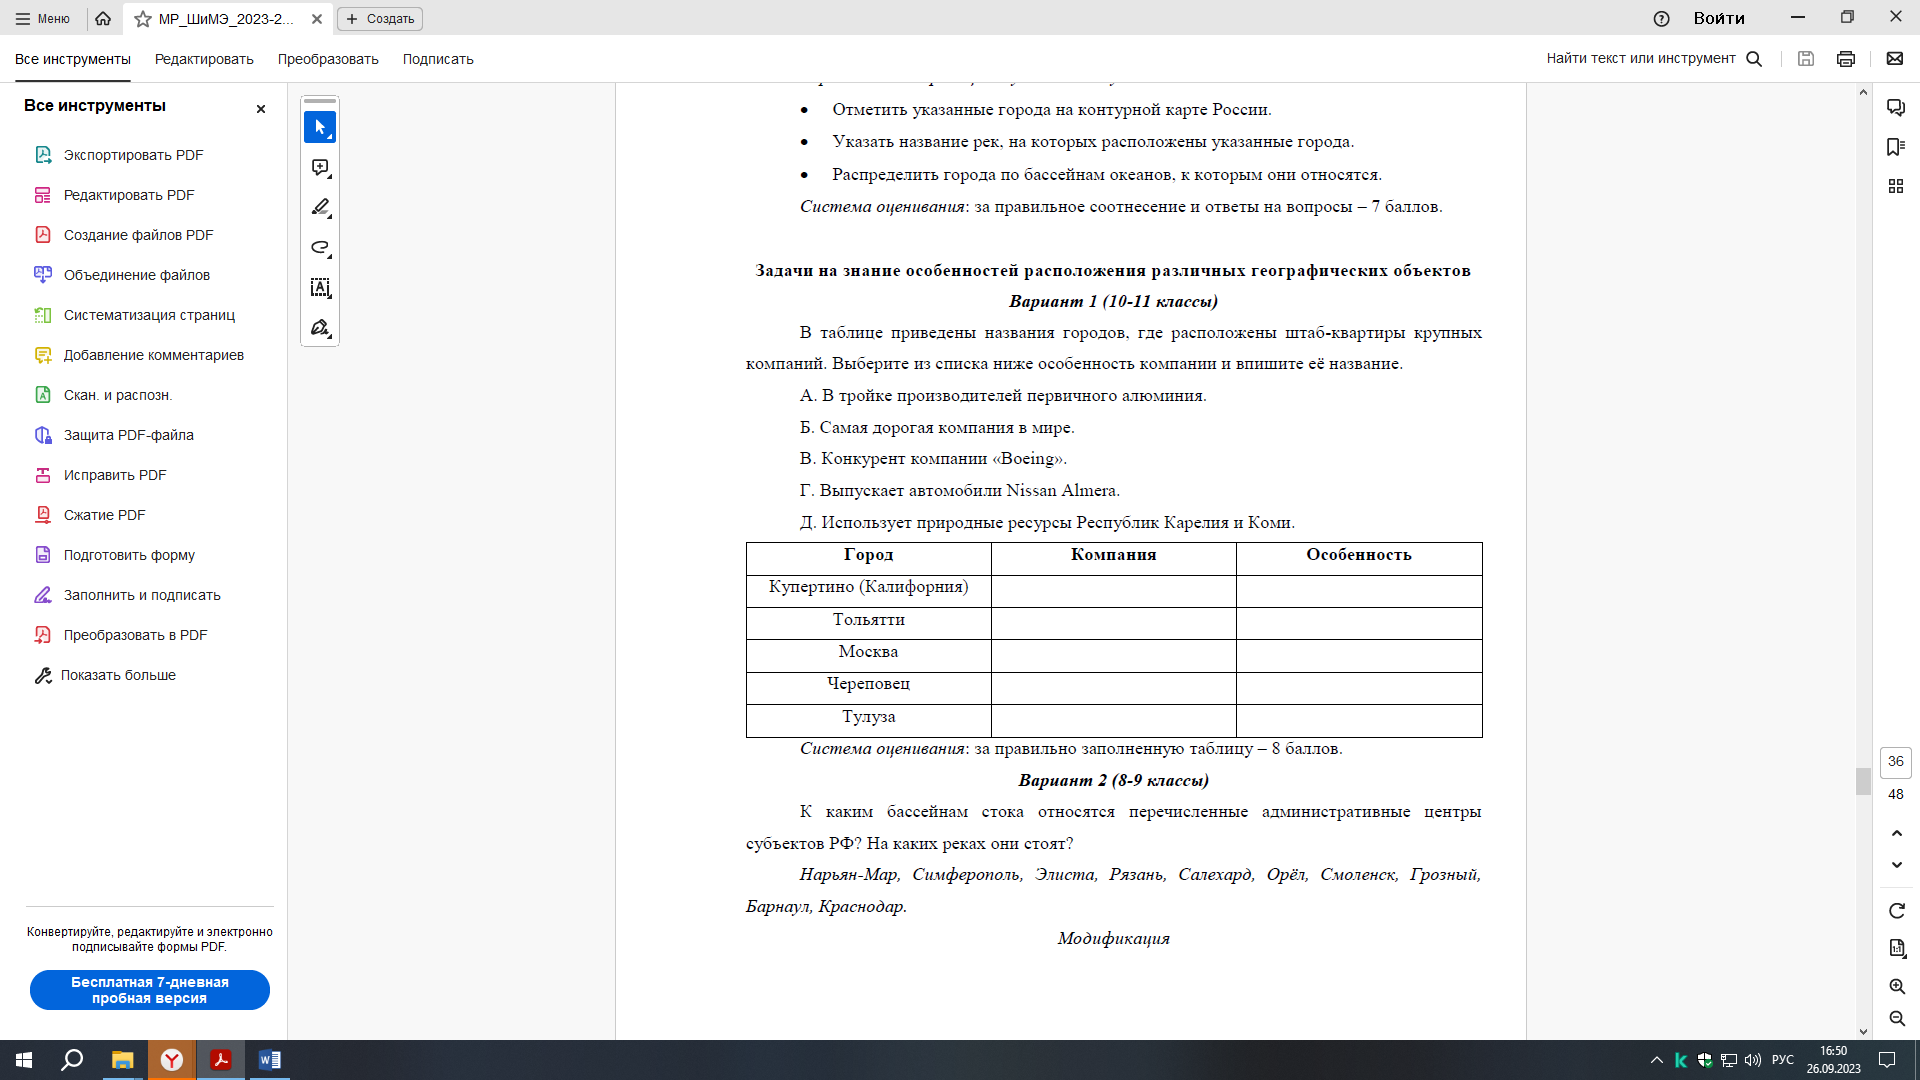 Меню
МР_ШиМЭ_2023-2...
Создать
Войти
Все инструменты
Редактировать
Преобразовать
Подписать
Найти текст или инструмент
Все инструменты
Экспортировать PDF
Редактировать PDF
Создание файлов PDF
Объединение файлов
Систематизация страниц
Добавление комментариев
Скан. и распозн.
Защита PDF-файла
Исправить PDF
Сжатие PDF
Подготовить форму
Заполнить и подписать
Преобразовать в PDF
Показать больше
Конвертируйте, редактируйте и электронно
подписывайте формы PDF.
Бесплатная 7-дневная
пробная версия
• Отметить указанные города на контурной карте России.
• Указать название рек, на которых расположены указанные города.
• Распределить города по бассейнам океанов, к которым они относятся.
Система оценивания: за правильное соотнесение и ответы на вопросы – 7 баллов.
Задачи на знание особенностей расположения различных географических объектов
Вариант 1 (10-11 классы)
В таблице приведены названия городов, где расположены штаб-квартиры крупных
компаний. Выберите из списка ниже особенность компании и впишите её название.
А. В тройке производителей первичного алюминия.
Б. Самая дорогая компания в мире.
В. Конкурент компании «Boeing».
Г. Выпускает автомобили Nissan Almera.
Д. Использует природные ресурсы Республик Карелия и Коми.
Город Компания Особенность
Купертино (Калифорния)
Тольятти
Москва
Череповец
Тулуза
Система оценивания: за правильно заполненную таблицу – 8 баллов.
Вариант 2 (8-9 классы)
К каким бассейнам стока относятся перечисленные административные центры
субъектов РФ? На каких реках они стоят?
Нарьян-Мар, Симферополь, Элиста, Рязань, Салехард, Орёл, Смоленск, Грозный,
Барнаул, Краснодар.
Модификация
36
48
РУС
16:50
26.09.2023